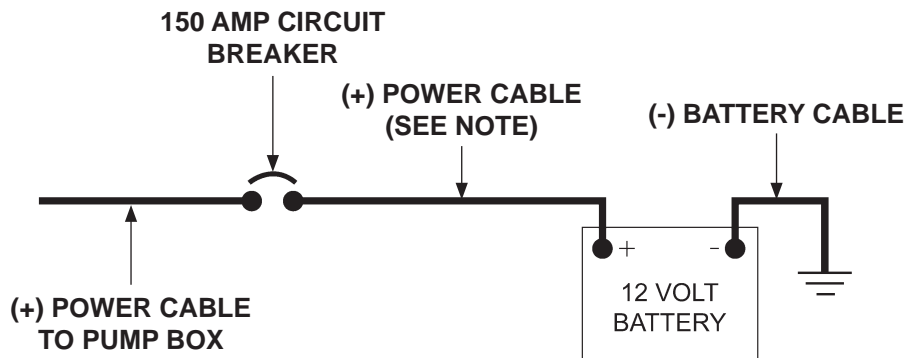 150 AMP CIRCUIT
BREAKER
(+) POWER CABLE
(SEE NOTE)
(-) BATTERY CABLE
+
-
12 VOLT
BATTERY
(+) POWER CABLE
TO PUMP BOX